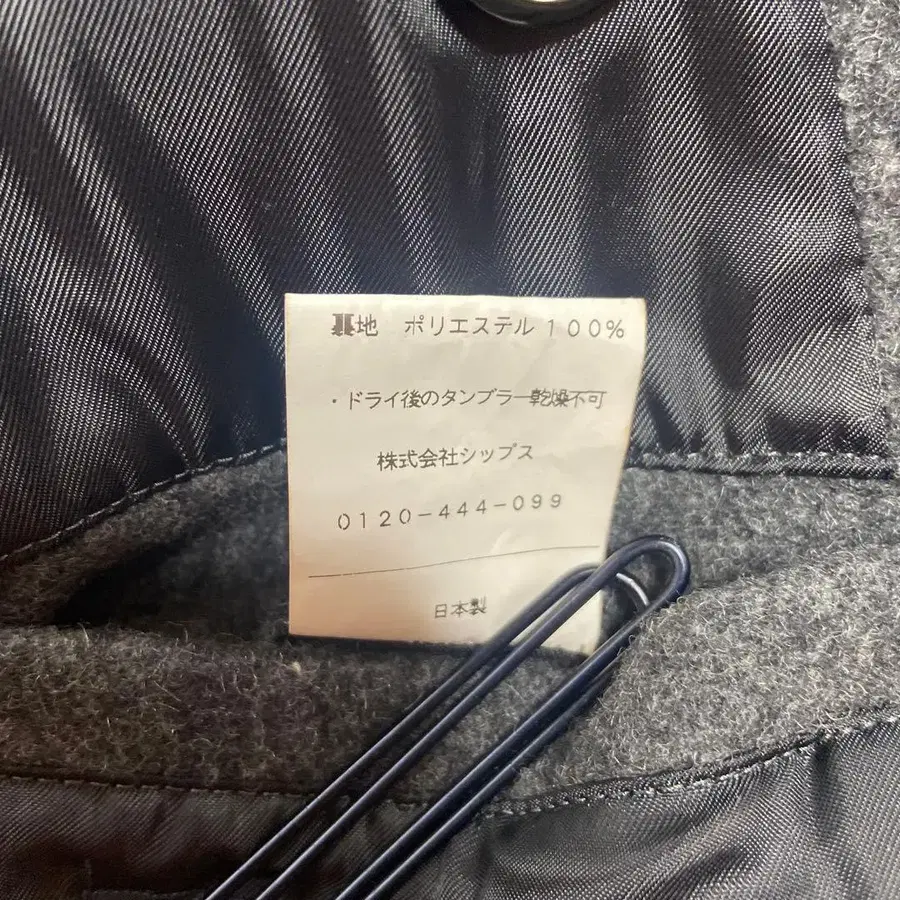 裏地 ポリエステル100%
・ドライ後のタンブラー乾燥不可
株式会社シップス
0120-444-099
日本製